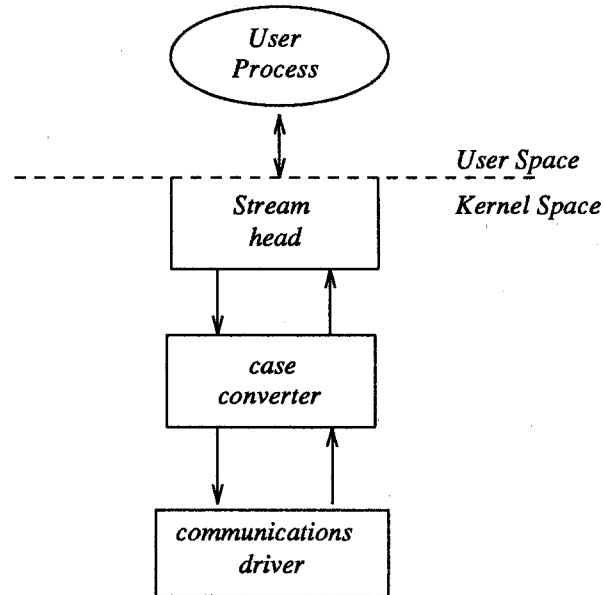 User
Process
User Space
Kernel Space
Stream
head
case
converter
communications
driver